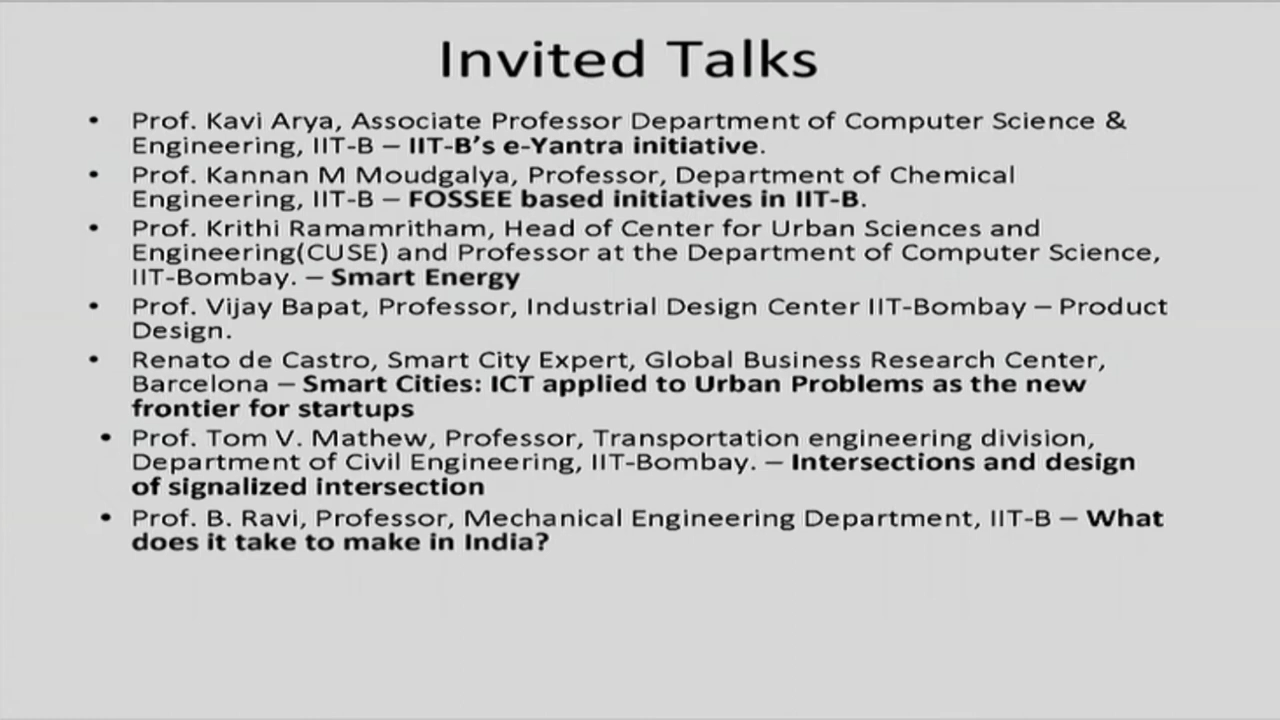 Invited Talks
• Prof. Kavi Arya, Associate Professor Department of Computer Science &
Engineering, IIT-B – IIT-B’s e-Yantra initiative.
• Prof. Kannan M Moudgalya, Professor, Department of Chemical
Engineering, IIT-B – FOSSEE based initiatives in IIT-B.
• Prof. Krithi Ramamritham, Head of Center for Urban Sciences and
Engineering(CUSE) and Professor at the Department of Computer Science,
IIT-Bombay. – Smart Energy
• Prof. Vijay Bapat, Professor, Industrial Design Center IIT-Bombay – Product
Design.
• Renato de Castro, Smart City Expert, Global Business Research Center,
Barcelona – Smart Cities: ICT applied to Urban Problems as the new
frontier for startups
• Prof. Tom V. Mathew, Professor, Transportation engineering division,
Department of Civil Engineering, IIT-Bombay. – Intersections and design
of signalized intersection
• Prof. B. Ravi, Professor, Mechanical Engineering Department, IIT-B – What
does it take to make in India?